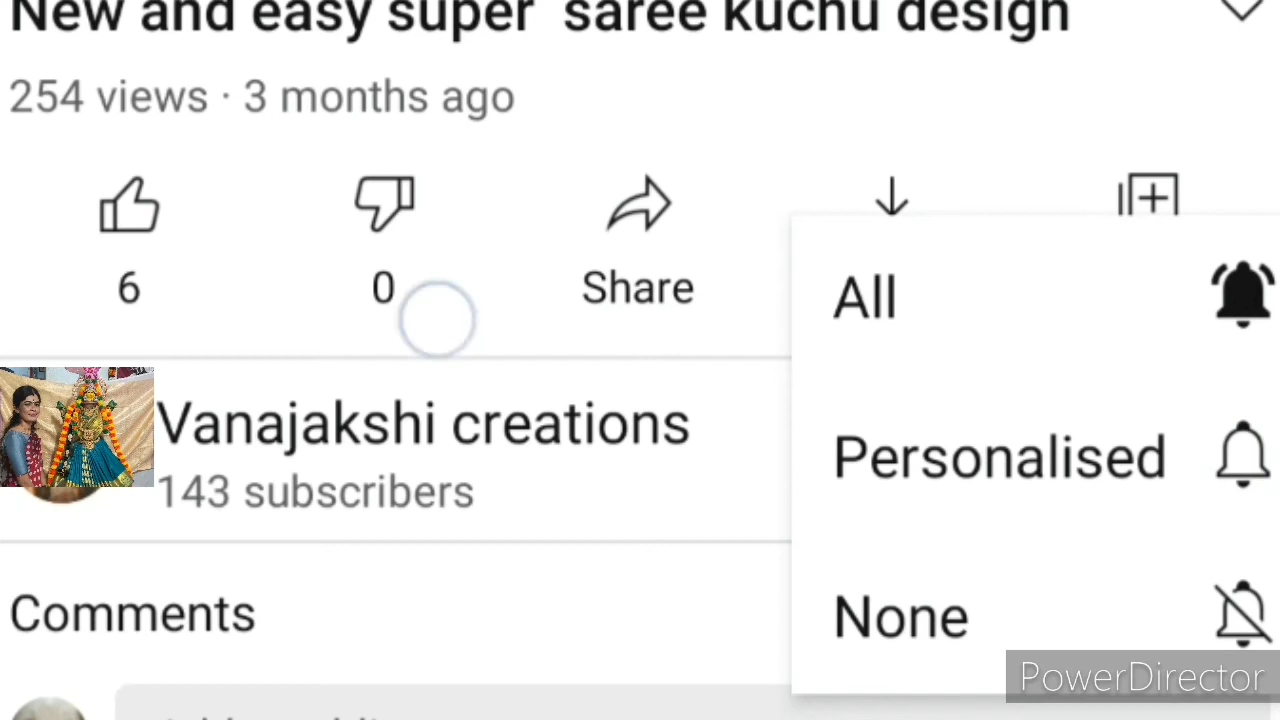 New and easy super saree kuchu design
254 views · 3 months ago
6
0
Share
All
Personalised
None
Vanajakshi creations
143 subscribers
Comments
PowerDirector